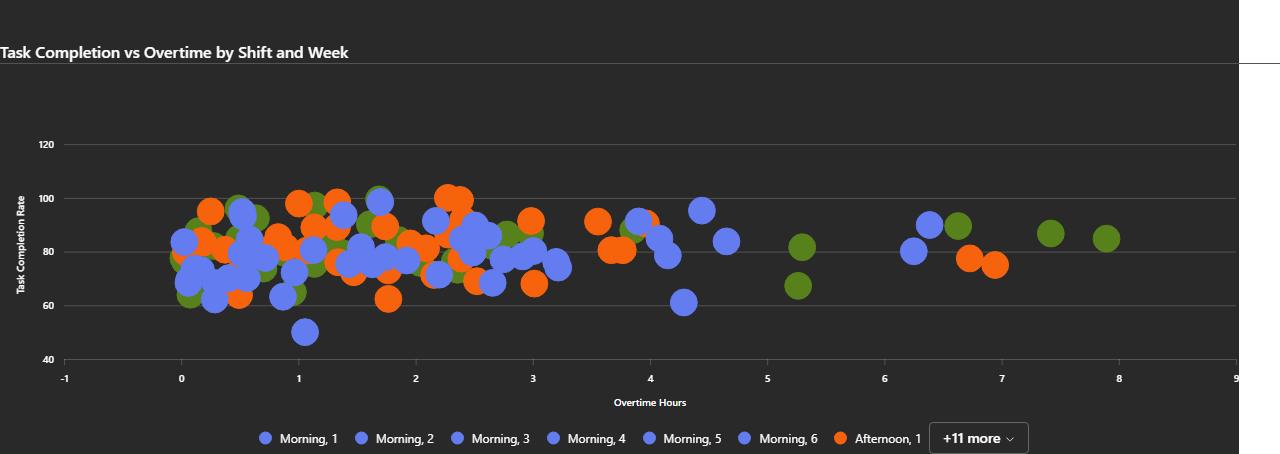 Task Completion vs Overtime by Shift and Week
Task Completion Rate
120
100
80
60
40
-1 0 1 2 3 4 5 6 7 8 9
Overtime Hours
Morning, 1 Morning, 2 Morning, 3 Morning, 4 Morning, 5 Morning, 6 Afternoon, 1 +11 more